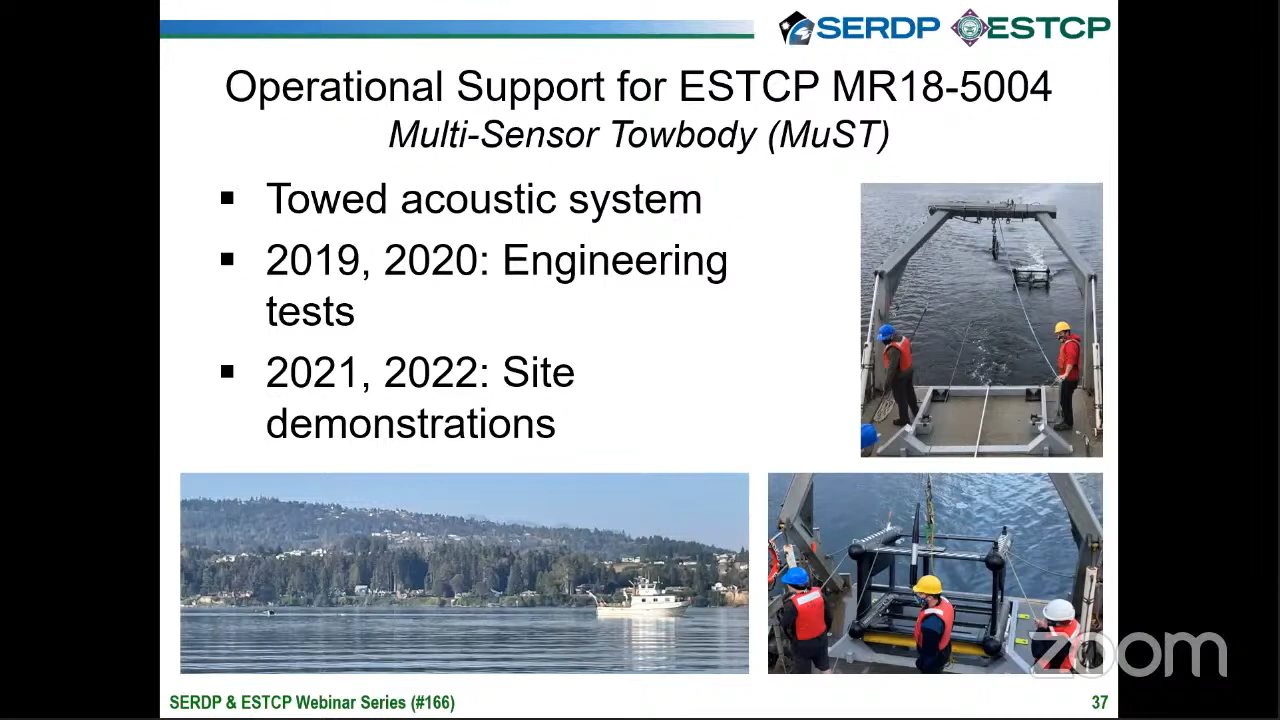 SERDP ESTCP
Operational Support for ESTCP MR18-5004
Multi-Sensor Towbody (MuST)
▪ Towed acoustic system
▪ 2019, 2020: Engineering
tests
▪ 2021, 2022: Site
demonstrations
zoom
SERDP & ESTCP Webinar Series (#166)
37